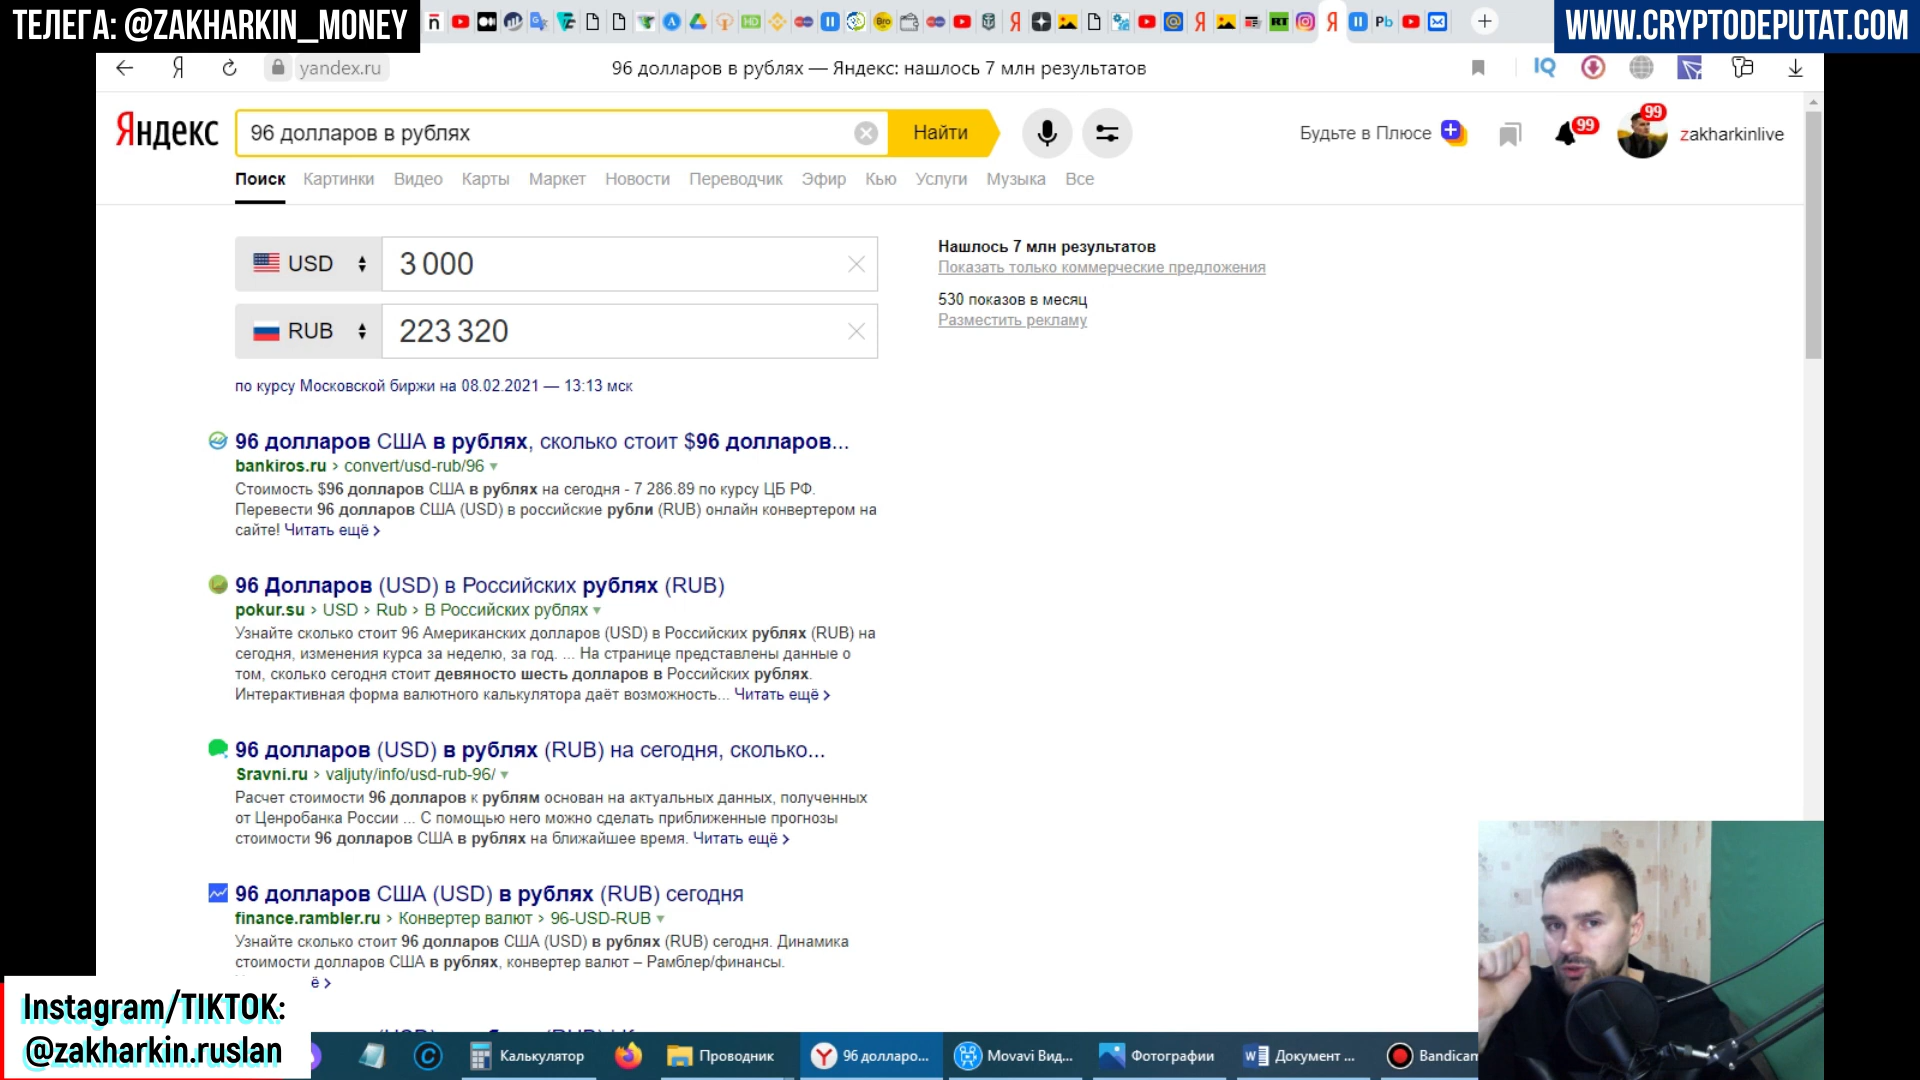 ТЕЛЕГА: @ZAKHARKIN_MONEY
WWW.CRYPTODEPUTAT.COM
yandex.ru
96 долларов в рублях — Яндекс: нашлось 7 млн результатов
Яндекс
96 долларов в рублях
Найти
Будьте в Плюсе
99
99
zakharkinlive
Поиск Картинки Видео Карты Маркет Новости Переводчик Эфир Кью Услуги Музыка Все
USD 3 000
RUB 223 320
по курсу Московской биржи на 08.02.2021 — 13:13 мск
Нашлось 7 млн результатов
Показать только коммерческие предложения
530 показов в месяц
Разместить рекламу
96 долларов США в рублях, сколько стоит $96 долларов...
bankiros.ru › convert/usd-rub/96
Стоимость $96 долларов США в рублях на сегодня - 7 286.89 по курсу ЦБ РФ.
Перевести 96 долларов США (USD) в российские рубли (RUB) онлайн конвертером на
сайте! Читать ещё ›
96 Долларов (USD) в Российских рублях (RUB)
pokur.su › USD › Rub › В Российских рублях
Узнайте сколько стоит 96 Американских долларов (USD) в Российских рублях (RUB) на
сегодня, изменения курса за неделю, за год. ... На странице представлены данные о
том, сколько сегодня стоит девяносто шесть долларов в Российских рублях.
Интерактивная форма валютного калькулятора даёт возможность... Читать ещё ›
96 долларов (USD) в рублях (RUB) на сегодня, сколько...
Sravni.ru › valjuty/info/usd-rub-96/
Расчет стоимости 96 долларов к рублям основан на актуальных данных, полученных
от Ценробанка России ... С помощью него можно сделать приближенные прогнозы
стоимости 96 долларов США в рублях на ближайшее время. Читать ещё ›
96 долларов США (USD) в рублях (RUB) сегодня
finance.rambler.ru › Конвертер валют › 96-USD-RUB
Узнайте сколько стоит 96 долларов США (USD) в рублях (RUB) сегодня. Динамика
стоимости долларов США в рублях, конвертер валют – Рамблер/финансы.
ё ›
Instagram/TIKTOK:
@zakharkin.ruslan
Калькулятор
Проводник
96 долларо...
Movavi Вид...
Фотографии
Документ ...
Bandicam